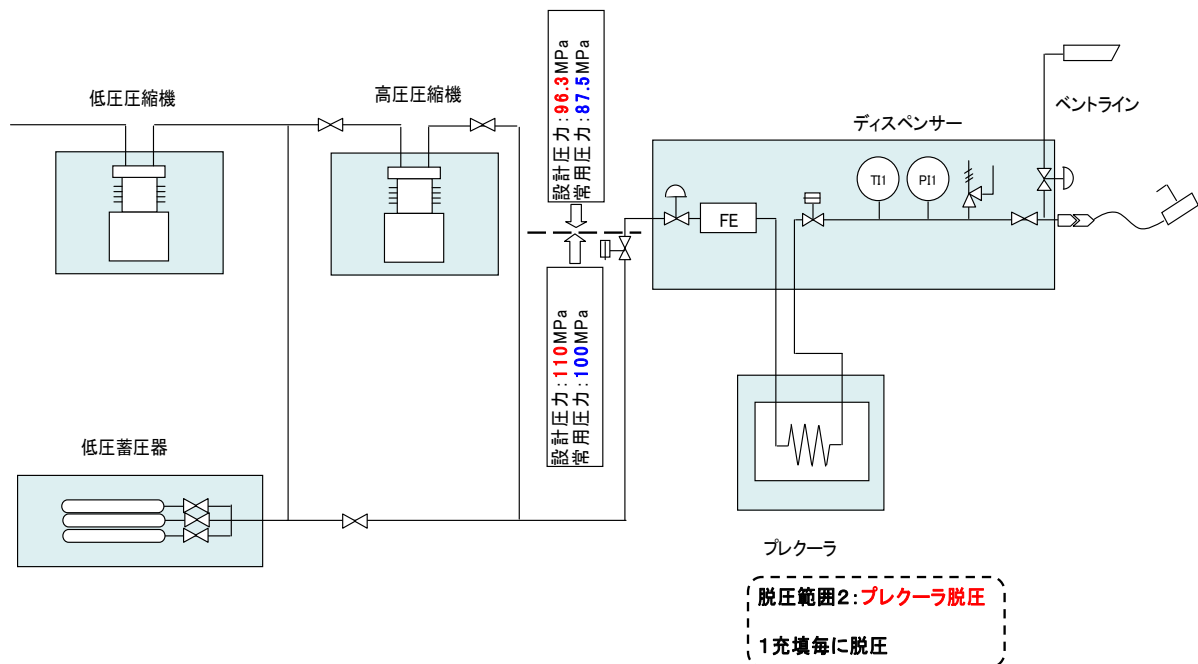 設計圧力:96.3MPa
常用圧力:87.5MPa
低圧圧縮機
高圧圧縮機
ベントライン
ディスペンサー
TI1
PI1
FE
設計圧力:110MPa
常用圧力:100MPa
低圧蓄圧器
プレクーラ
脱圧範囲2:プレクーラ脱圧
1充填毎に脱圧